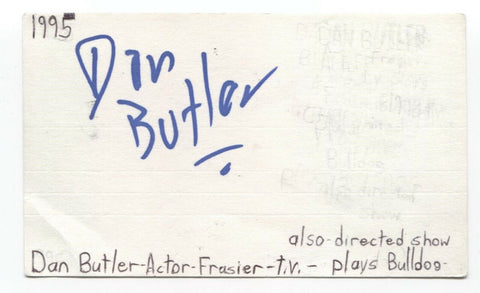 1995
Dan
Butler
also-directed show
Dan Butler-Actor-Frasier-t.v. - plays Bulldog-